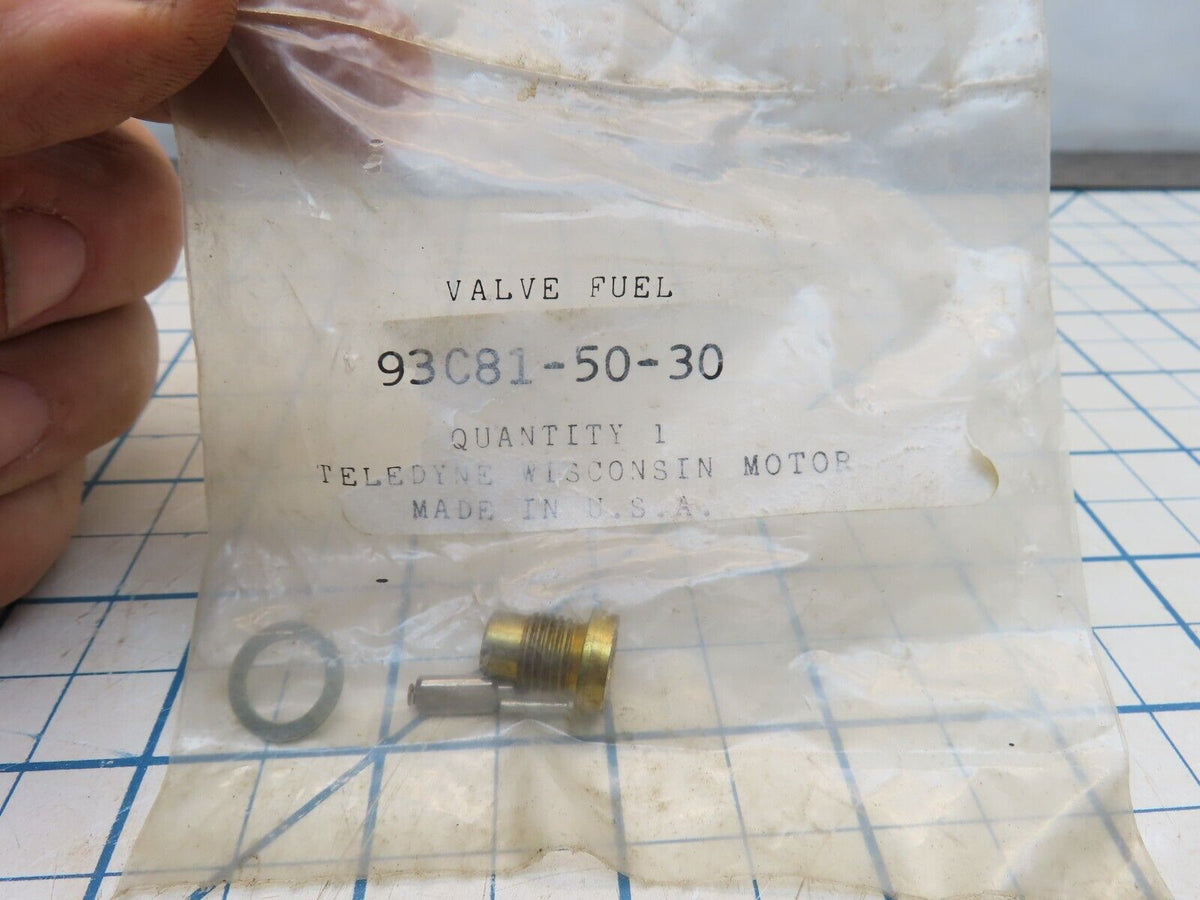 VALVE FUEL
93C81-50-30
QUANTITY 1
TELEDYNE WISCONSIN MOTOR
MADE IN U.S.A.